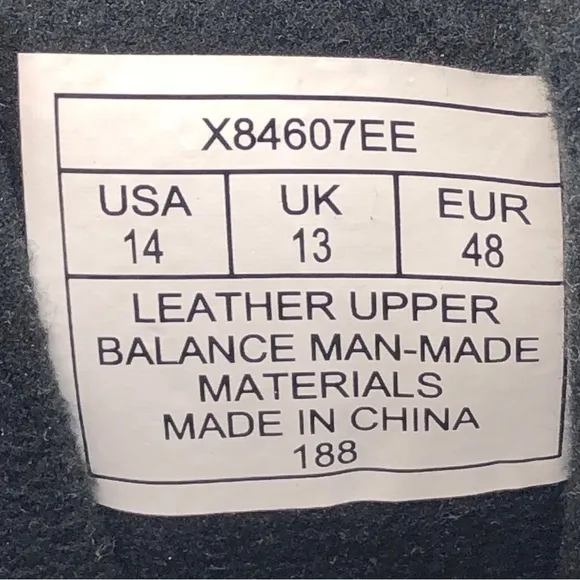 X84607EE
USA UK EUR
14 13 48
LEATHER UPPER
BALANCE MAN-MADE
MATERIALS
MADE IN CHINA
188